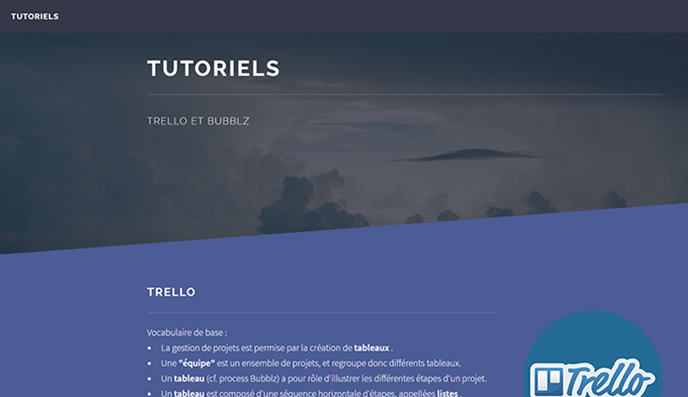 TUTORIELS
TUTORIELS
TRELLO ET BUBBLZ
TRELLO
Vocabulaire de base :
• La gestion de projets est permise par la création de tableaux .
• Une "équipe" est un ensemble de projets, et regroupe donc différents tableaux.
• Un tableau (cf. process Bubblz) a pour rôle d'illustrer les différentes étapes d'un projet.
• Un tableau est composé d'une séquence horizontale d'étapes, appellées listes .
Trello